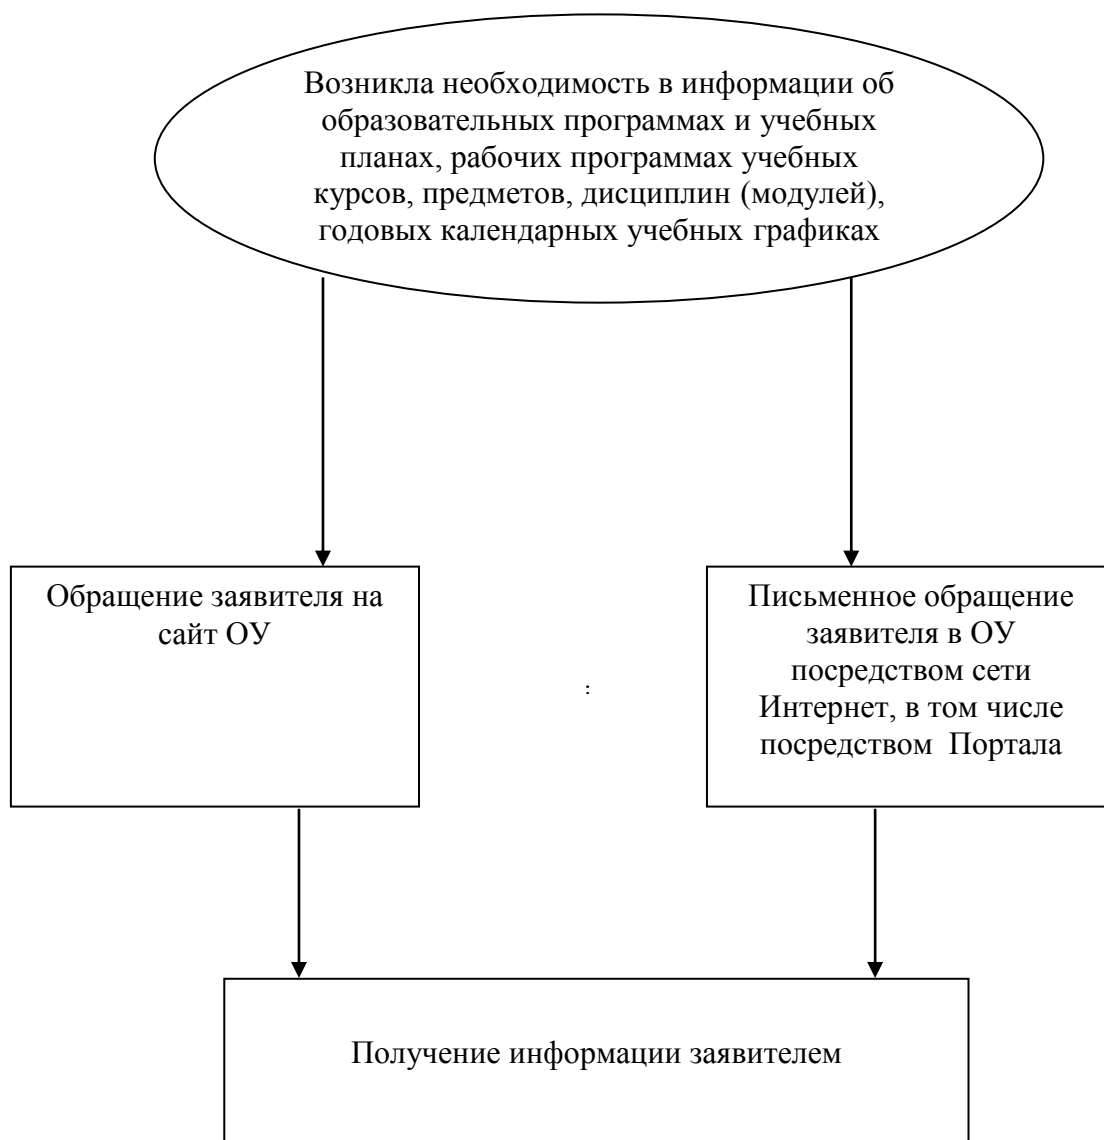 Возникла необходимость в информации об
образовательных программах и учебных
планах, рабочих программах учебных
курсов, предметов, дисциплин (модулей),
годовых календарных учебных графиках
Обращение заявителя на
сайт ОУ
Письменное обращение
заявителя в ОУ
посредством сети
Интернет, в том числе
посредством  Портала
:
Получение информации заявителем